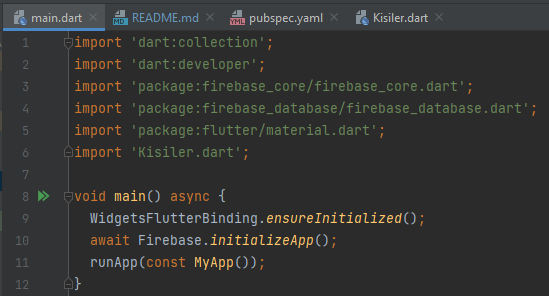 main.dart README.md pubspec.yaml Kisiler.dart
1 import 'dart:collection';
2 import 'dart:developer';
3 import 'package:firebase_core/firebase_core.dart';
4 import 'package:firebase_database/firebase_database.dart';
5 import 'package:flutter/material.dart';
6 import 'Kisiler.dart';
7
8 void main() async {
9 WidgetsFlutterBinding.ensureInitialized();
10 await Firebase.initializeApp();
11 runApp(const MyApp());
12 }